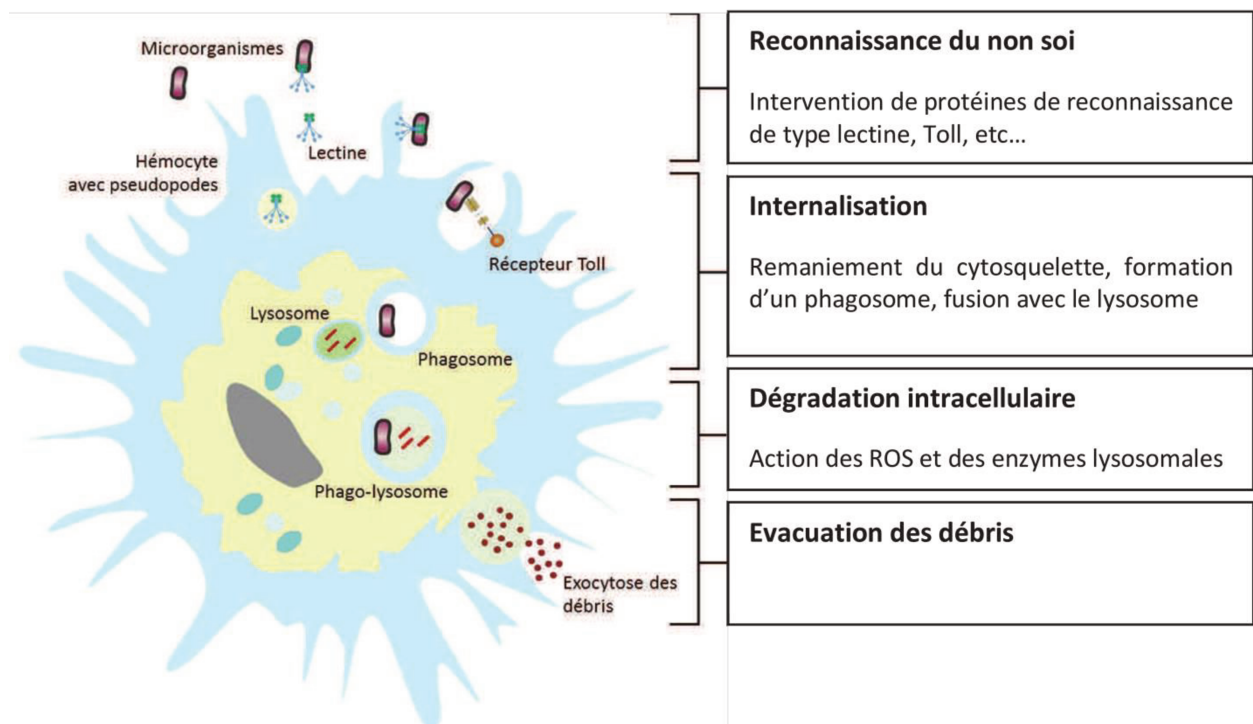 Microorganismes
Lectine
Hémocyte
avec pseudopodes
Récepteur Toll
Lysosome
Phagosome
Phago-lysosome
Exocytose des
débris
Reconnaissance du non soi
Intervention de protéines de reconnaissance
de type lectine, Toll, etc...
Internalisation
Remaniement du cytosquelette, formation
d'un phagosome, fusion avec le lysosome
Dégradation intracellulaire
Action des ROS et des enzymes lysosomales
Evacuation des débris